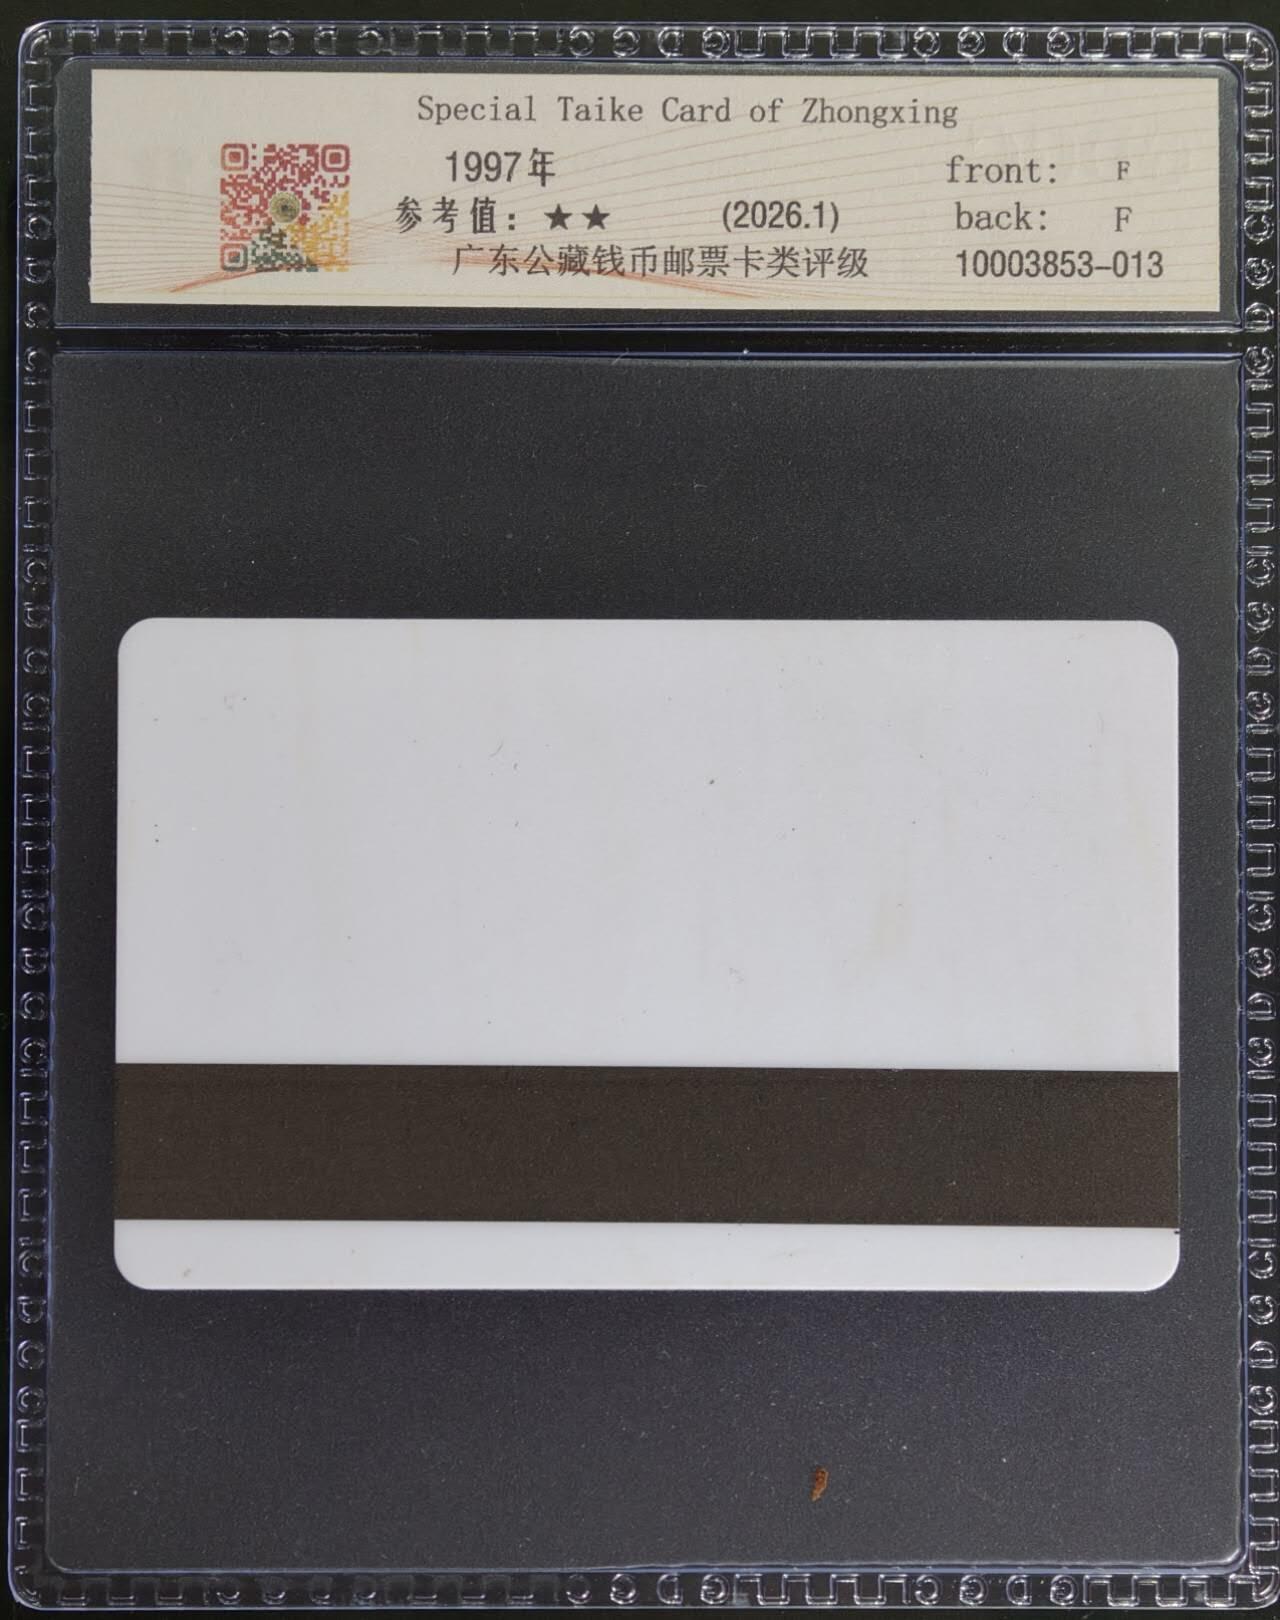 Special Taike Card of Zhongxing
1997年 front: F
参考值: ★★ (2026.1) back: F
广东公藏钱币邮票卡类评级 10003853-013